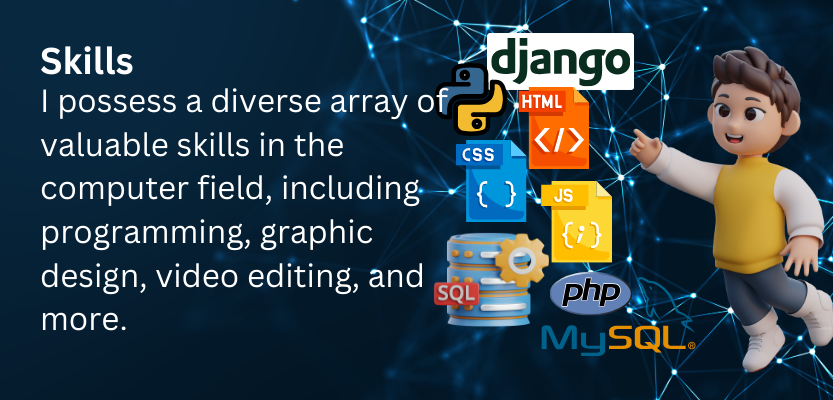 Skills
I possess a diverse array of
valuable skills in the
computer field, including
programming, graphic
design, video editing, and
more.
django
HTML
</>
CSS
{ }
JS
{;}
SQL
php
MySQL®